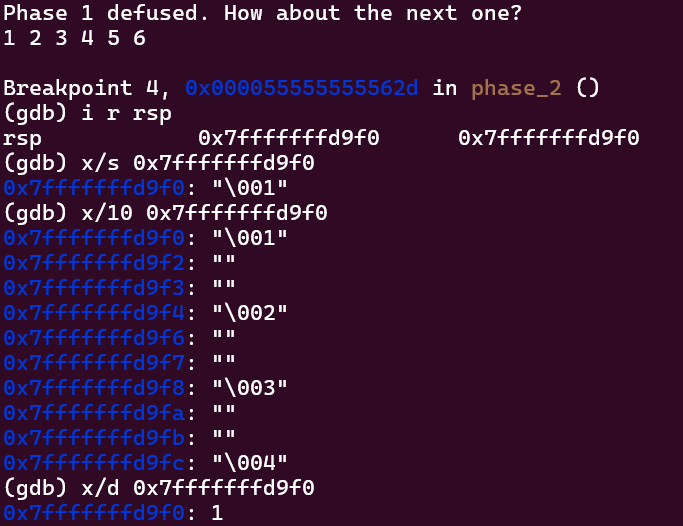 Phase 1 defused. How about the next one?
1 2 3 4 5 6
Breakpoint 4, 0x000055555555562d in phase_2 ()
(gdb) i r rsp
rsp 0x7fffffffd9f0 0x7fffffffd9f0
(gdb) x/s 0x7fffffffd9f0
0x7fffffffd9f0: "\001"
(gdb) x/10 0x7fffffffd9f0
0x7fffffffd9f0: "\001"
0x7fffffffd9f2: ""
0x7fffffffd9f3: ""
0x7fffffffd9f4: "\002"
0x7fffffffd9f6: ""
0x7fffffffd9f7: ""
0x7fffffffd9f8: "\003"
0x7fffffffd9fa: ""
0x7fffffffd9fb: ""
0x7fffffffd9fc: "\004"
(gdb) x/d 0x7fffffffd9f0
0x7fffffffd9f0: 1